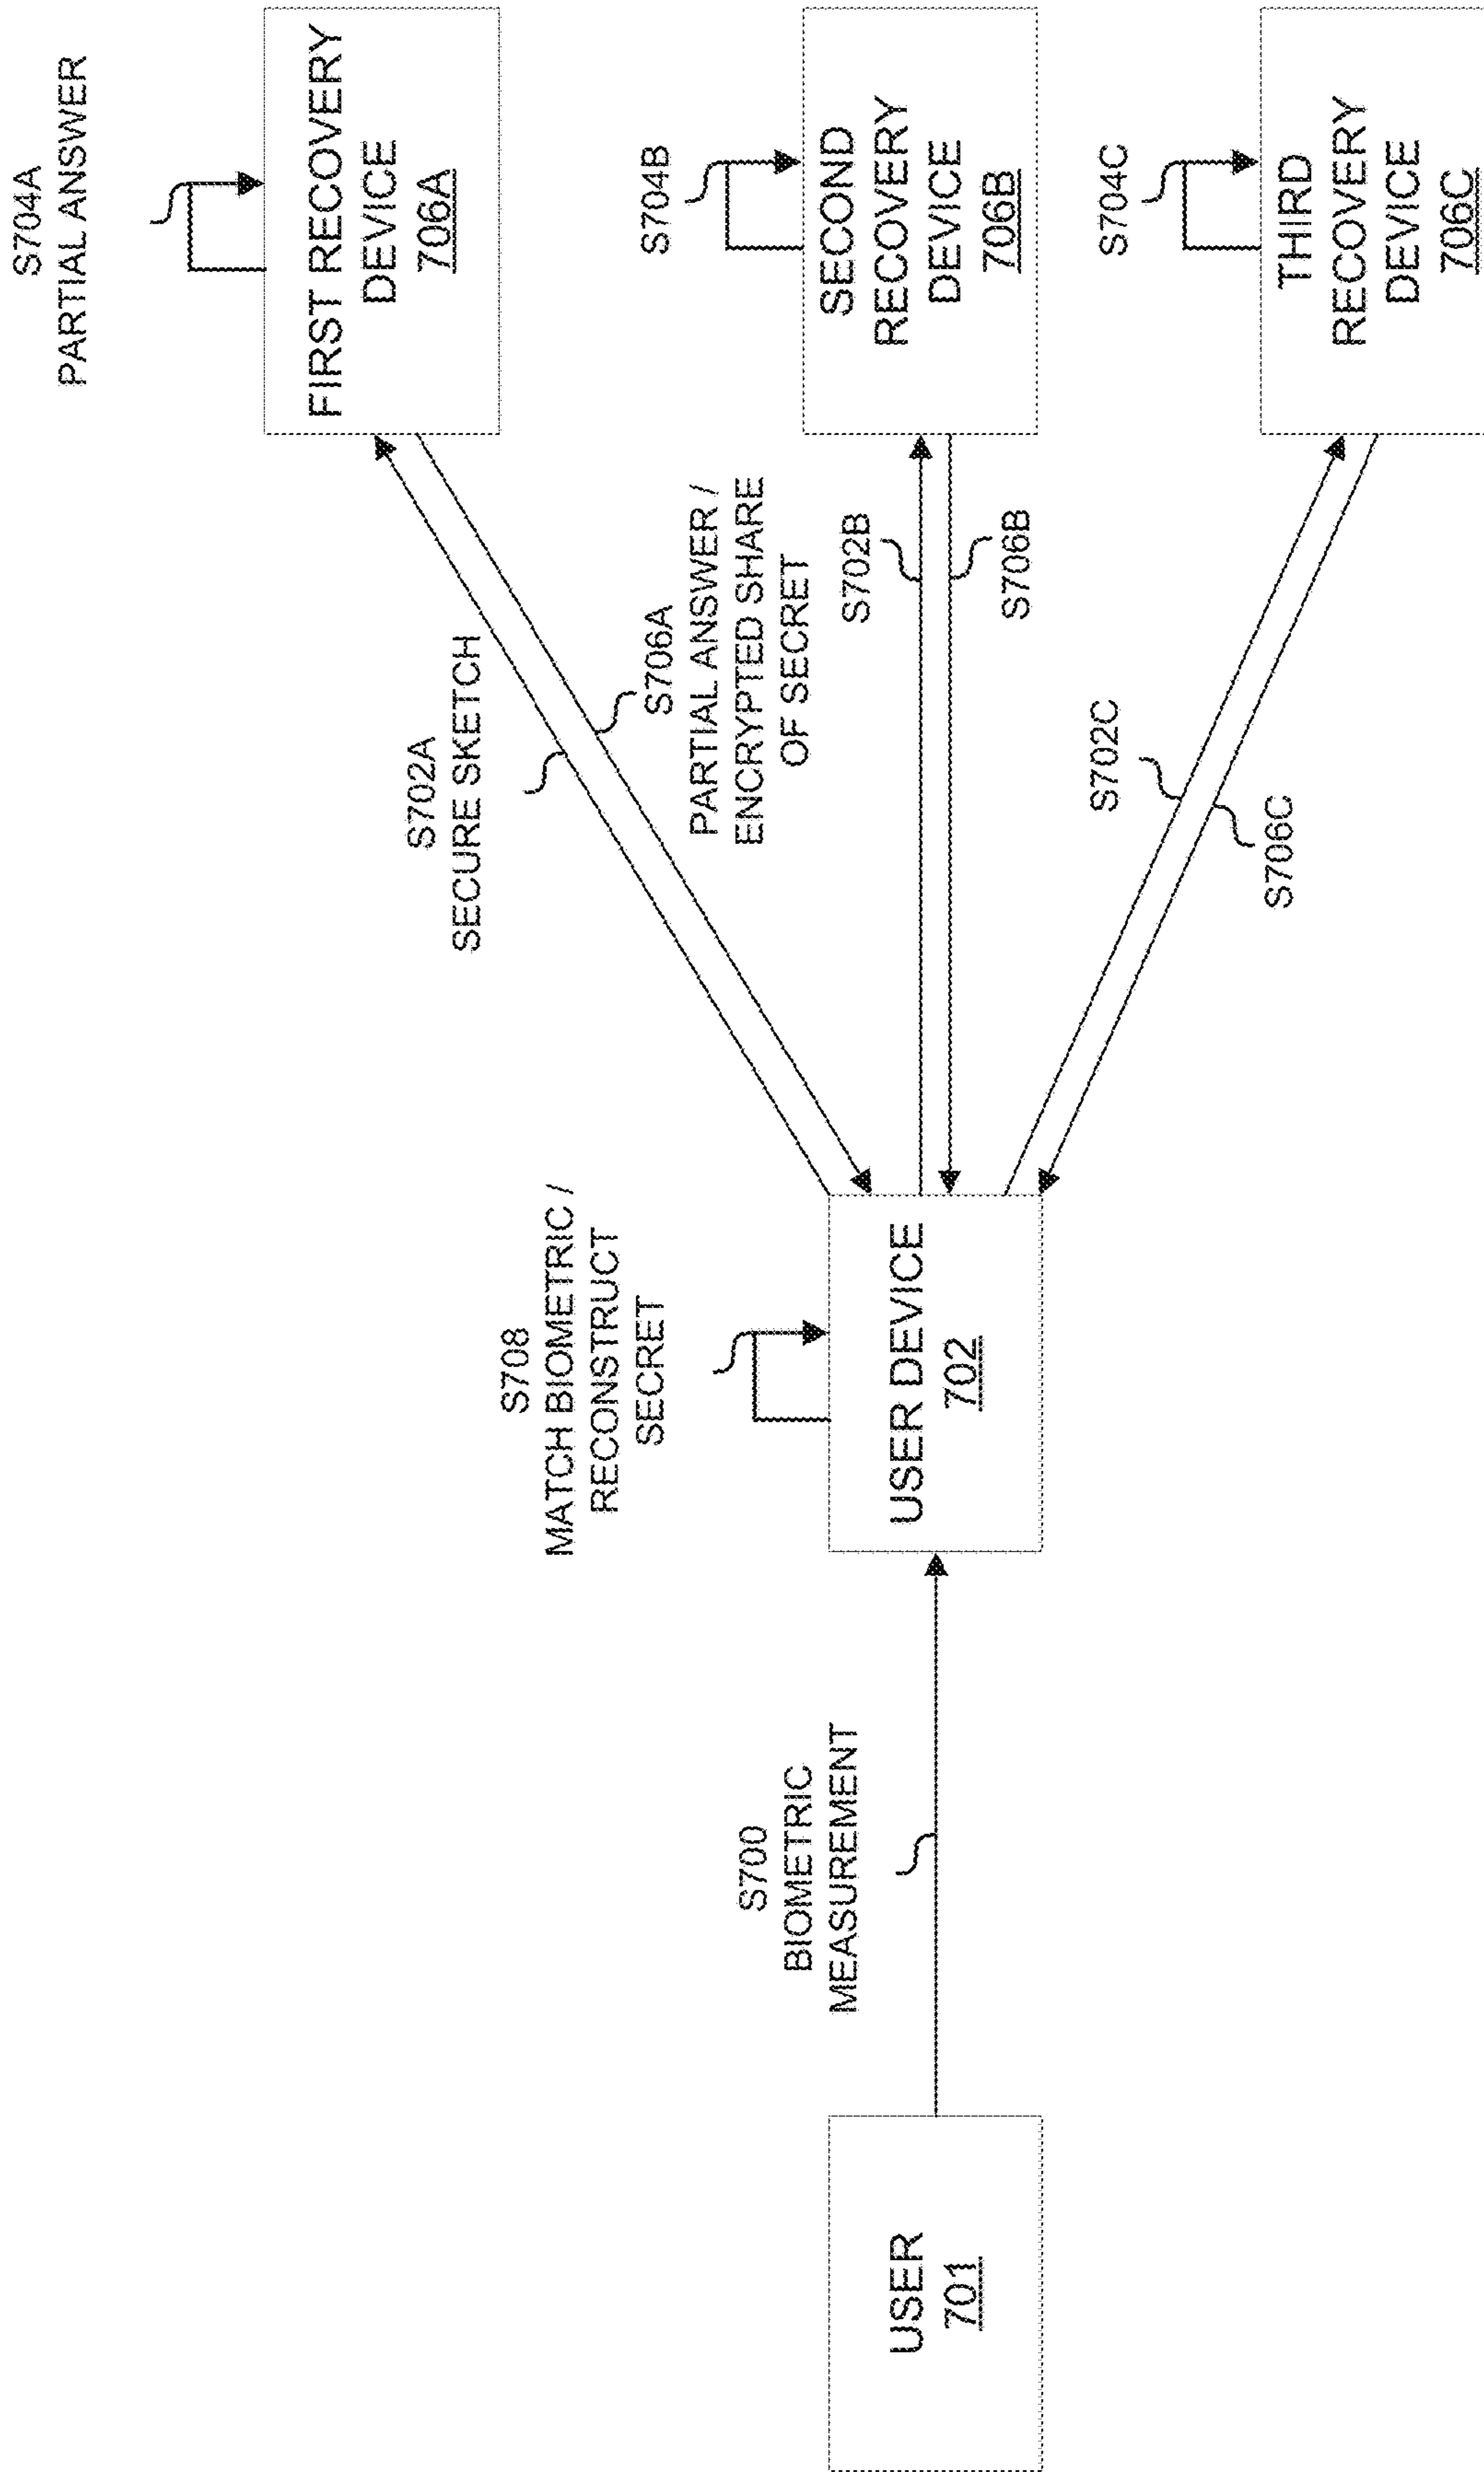 USER
701
S700
BIOMETRIC
MEASUREMENT
USER DEVICE
702
S708
MATCH BIOMETRIC /
RECONSTRUCT
SECRET
S702A
SECURE SKETCH
S706A
PARTIAL ANSWER /
ENCRYPTED SHARE
OF SECRET
S702B
S706B
S702C
S706C
S704A
PARTIAL ANSWER
FIRST RECOVERY
DEVICE
706A
S704B
SECOND
RECOVERY
DEVICE
706B
S704C
THIRD
RECOVERY
DEVICE
706C